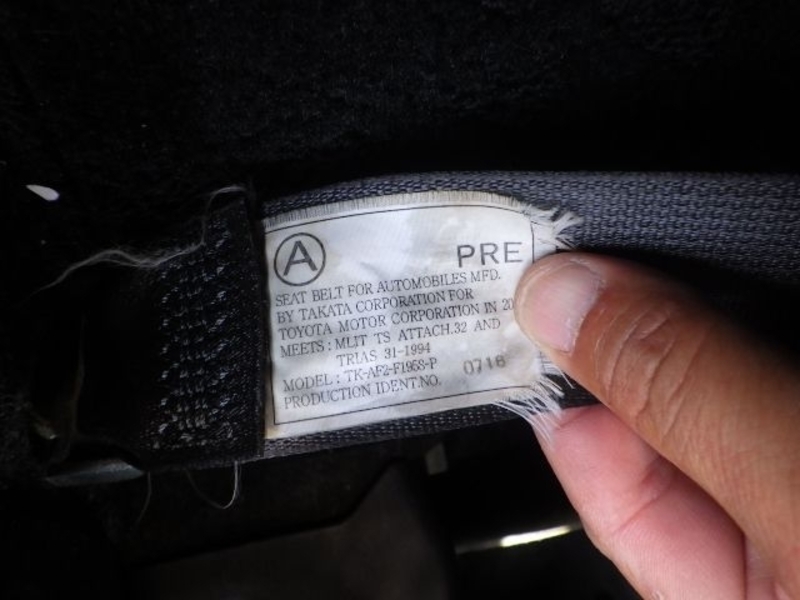 A PRE
SEAT BELT FOR AUTOMOBILES MFD.
BY TAKATA CORPORATION FOR
TOYOTA MOTOR CORPORATION IN 20
MEETS : MLIT TS ATTACH.32 AND
TRIAS 31-1994
MODEL : TK-AF2-F195S-P
PRODUCTION IDENT.NO. 0716